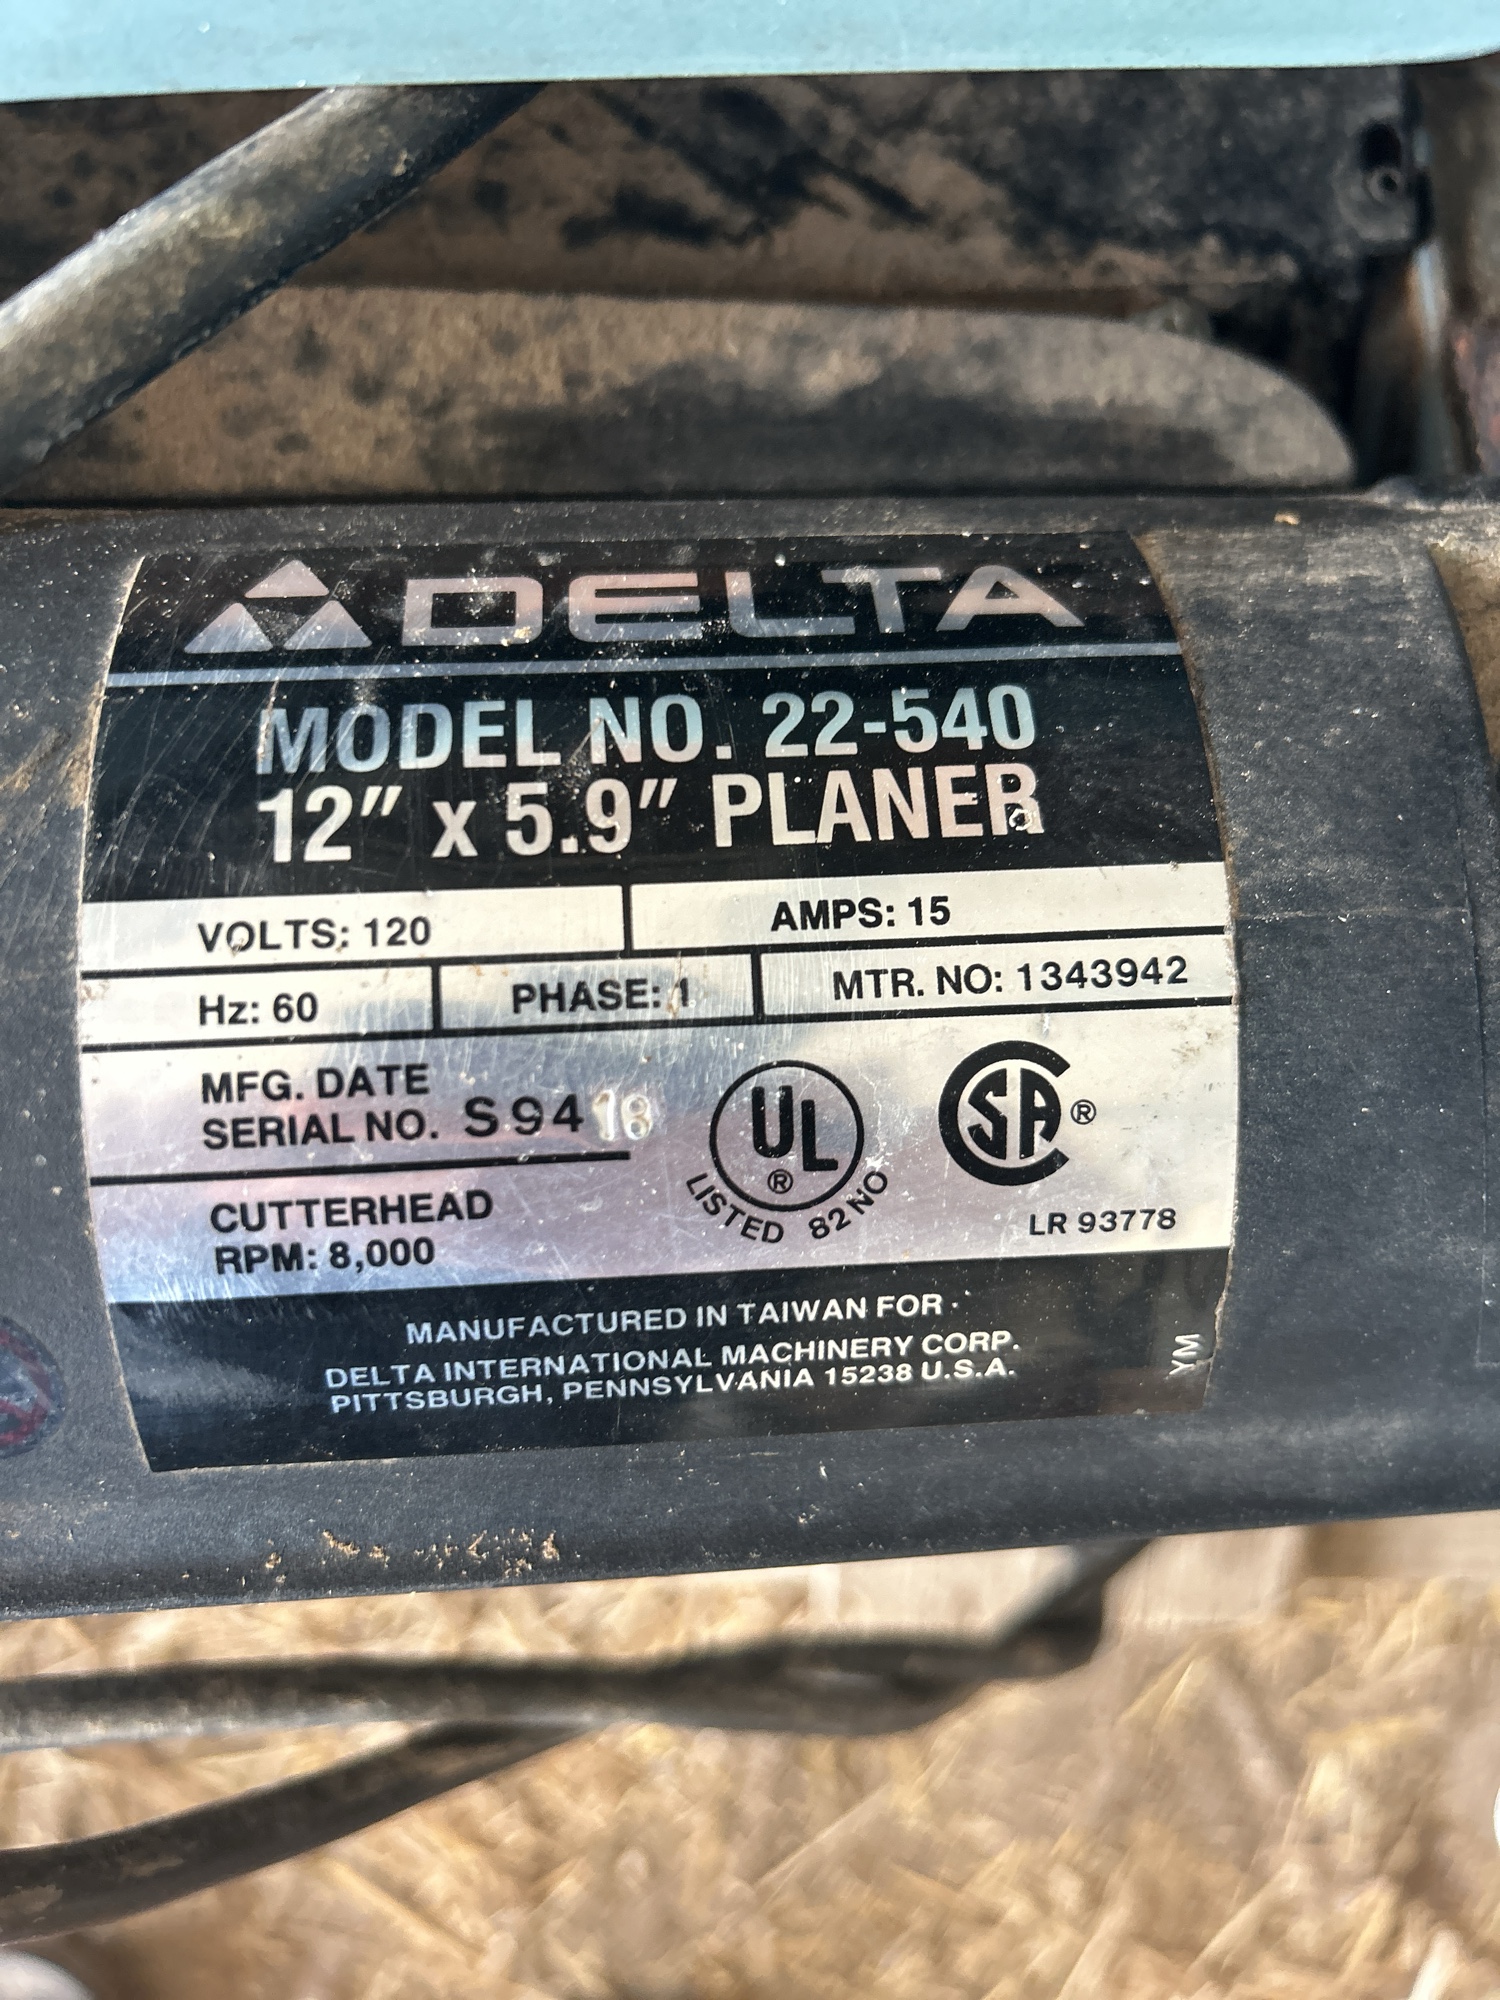 DELTA
MODEL NO. 22-540
12" x 5.9" PLANER
VOLTS: 120 AMPS: 15
Hz: 60 PHASE: 1 MTR. NO: 1343942
MFG. DATE
SERIAL NO. S9418
CUTTERHEAD
RPM: 8,000
UL ®
LISTED 82NO
SA ®
LR 93778
MANUFACTURED IN TAIWAN FOR
DELTA INTERNATIONAL MACHINERY CORP.
PITTSBURGH, PENNSYLVANIA 15238 U.S.A.
YM